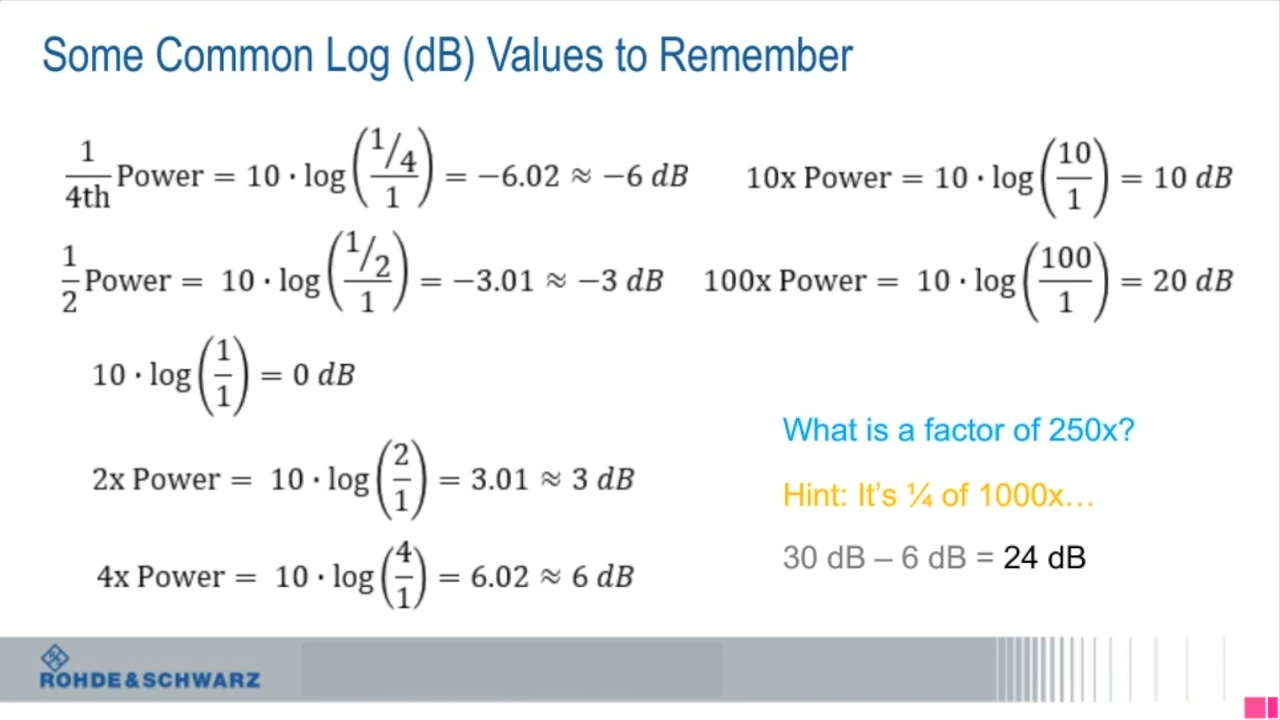 Some Common Log (dB) Values to Remember
1/4th Power = 10 · log((1/4)/1) = −6.02 ≈ −6 dB
10x Power = 10 · log(10/1) = 10 dB
1/2 Power = 10 · log((1/2)/1) = −3.01 ≈ −3 dB
100x Power = 10 · log(100/1) = 20 dB
10 · log(1/1) = 0 dB
2x Power = 10 · log(2/1) = 3.01 ≈ 3 dB
4x Power = 10 · log(4/1) = 6.02 ≈ 6 dB
What is a factor of 250x?
Hint: It's ¼ of 1000x…
30 dB – 6 dB = 24 dB
ROHDE & SCHWARZ